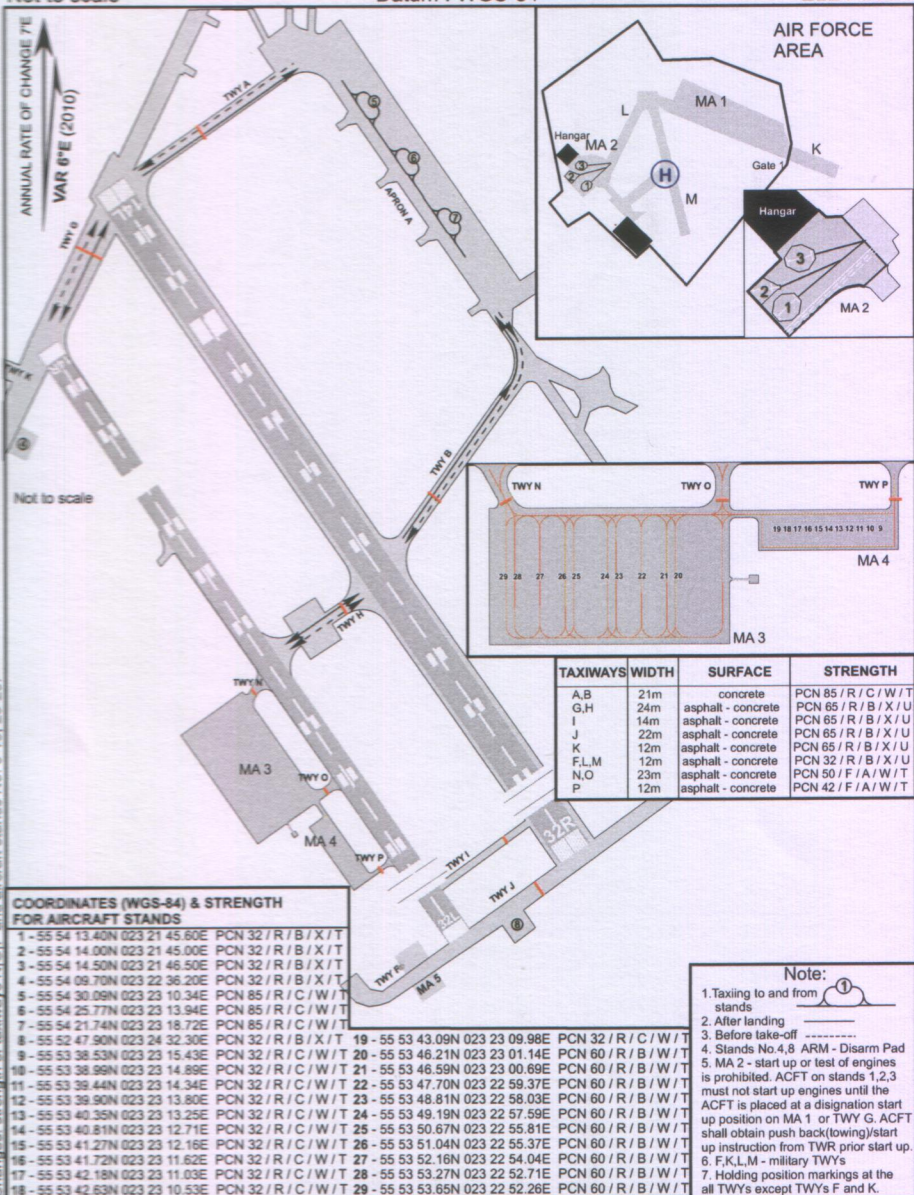 Not to scale
ANNUAL RATE OF CHANGE 7'E
VAR 6°E (2010)
TWY A
TWY G
TWY K
4
5
6
7
APRON A
TWY B
Not to scale
TWY H
TWY N
MA 3
TWY O
MA 4
TWY P
TWY I
32R
TWY J
32L
8
TWY F
MA 5
AIR FORCE
AREA
MA 1
L
Hangar
MA 2
3
2
1
H
K
Gate 1
M
Hangar
3
2
1
MA 2
TWY N
TWY O
TWY P
19 18 17 16 15 14 13 12 11 10 9
MA 4
29 28 27 26 25 24 23 22 21 20
MA 3
TAXIWAYS WIDTH SURFACE STRENGTH
A,B 21m concrete PCN 85 / R / C / W / T
G,H 24m asphalt - concrete PCN 65 / R / B / X / U
I 14m asphalt - concrete PCN 65 / R / B / X / U
J 22m asphalt - concrete PCN 65 / R / B / X / U
K 12m asphalt - concrete PCN 65 / R / B / X / U
F,L,M 12m asphalt - concrete PCN 32 / R / B / X / U
N,O 23m asphalt - concrete PCN 50 / F / A / W / T
P 12m asphalt - concrete PCN 42 / F / A / W / T
COORDINATES (WGS-84) & STRENGTH
FOR AIRCRAFT STANDS
1 - 55 54 13.40N 023 21 45.60E PCN 32 / R / B / X / T
2 - 55 54 14.00N 023 21 45.00E PCN 32 / R / B / X / T
3 - 55 54 14.50N 023 21 46.50E PCN 32 / R / B / X / T
4 - 55 54 09.70N 023 22 36.20E PCN 32 / R / B / X / T
5 - 55 54 30.09N 023 23 10.34E PCN 85 / R / C / W / T
6 - 55 54 25.77N 023 23 13.94E PCN 85 / R / C / W / T
7 - 55 54 21.74N 023 23 18.72E PCN 85 / R / C / W / T
8 - 55 52 47.90N 023 24 32.30E PCN 32 / R / B / X / T
9 - 55 53 38.53N 023 23 15.43E PCN 32 / R / C / W / T
10 - 55 53 38.99N 023 23 14.89E PCN 32 / R / C / W / T
11 - 55 53 39.44N 023 23 14.34E PCN 32 / R / C / W / T
12 - 55 53 39.90N 023 23 13.80E PCN 32 / R / C / W / T
13 - 55 53 40.35N 023 23 13.25E PCN 32 / R / C / W / T
14 - 55 53 40.81N 023 23 12.71E PCN 32 / R / C / W / T
15 - 55 53 41.27N 023 23 12.16E PCN 32 / R / C / W / T
16 - 55 53 41.72N 023 23 11.62E PCN 32 / R / C / W / T
17 - 55 53 42.18N 023 23 11.03E PCN 32 / R / C / W / T
18 - 55 53 42.63N 023 23 10.53E PCN 32 / R / C / W / T
19 - 55 53 43.09N 023 23 09.98E PCN 32 / R / C / W / T
20 - 55 53 46.21N 023 23 01.14E PCN 60 / R / B / W / T
21 - 55 53 46.59N 023 23 00.69E PCN 60 / R / B / W / T
22 - 55 53 47.70N 023 22 59.37E PCN 60 / R / B / W / T
23 - 55 53 48.81N 023 22 58.03E PCN 60 / R / B / W / T
24 - 55 53 49.19N 023 22 57.59E PCN 60 / R / B / W / T
25 - 55 53 50.67N 023 22 55.81E PCN 60 / R / B / W / T
26 - 55 53 51.04N 023 22 55.37E PCN 60 / R / B / W / T
27 - 55 53 52.16N 023 22 54.04E PCN 60 / R / B / W / T
28 - 55 53 53.27N 023 22 52.71E PCN 60 / R / B / W / T
29 - 55 53 53.65N 023 22 52.26E PCN 60 / R / B / W / T
Note:
1. Taxiing to and from 1
stands
2. After landing
3. Before take-off
4. Stands No.4,8 ARM - Disarm Pad
5. MA 2 - start up or test of engines
is prohibited. ACFT on stands 1,2,3
must not start up engines until the
ACFT is placed at a disignation start
up position on MA 1 or TWY G. ACFT
shall obtain push back(towing)/start
up instruction from TWR prior start up.
6. F,K,L,M - military TWYs
7. Holding position markings at the
all TWYs except TWYs F and K.